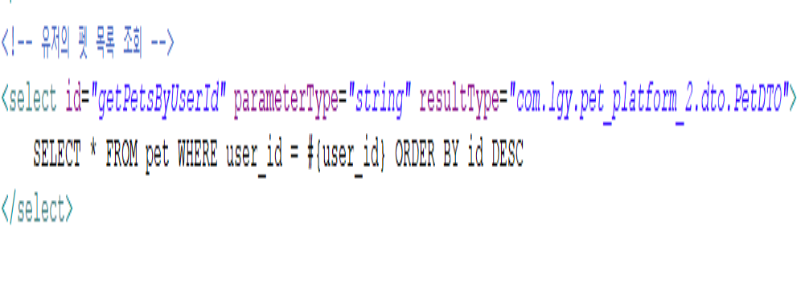 <!-- 유저의 펫 목록 조회 -->
<select id="getPetsByUserId" parameterType="string" resultType="com.lgy.pet_platform_2.dto.PetDTO">
SELECT * FROM pet WHERE user_id = #{user_id} ORDER BY id DESC
</select>